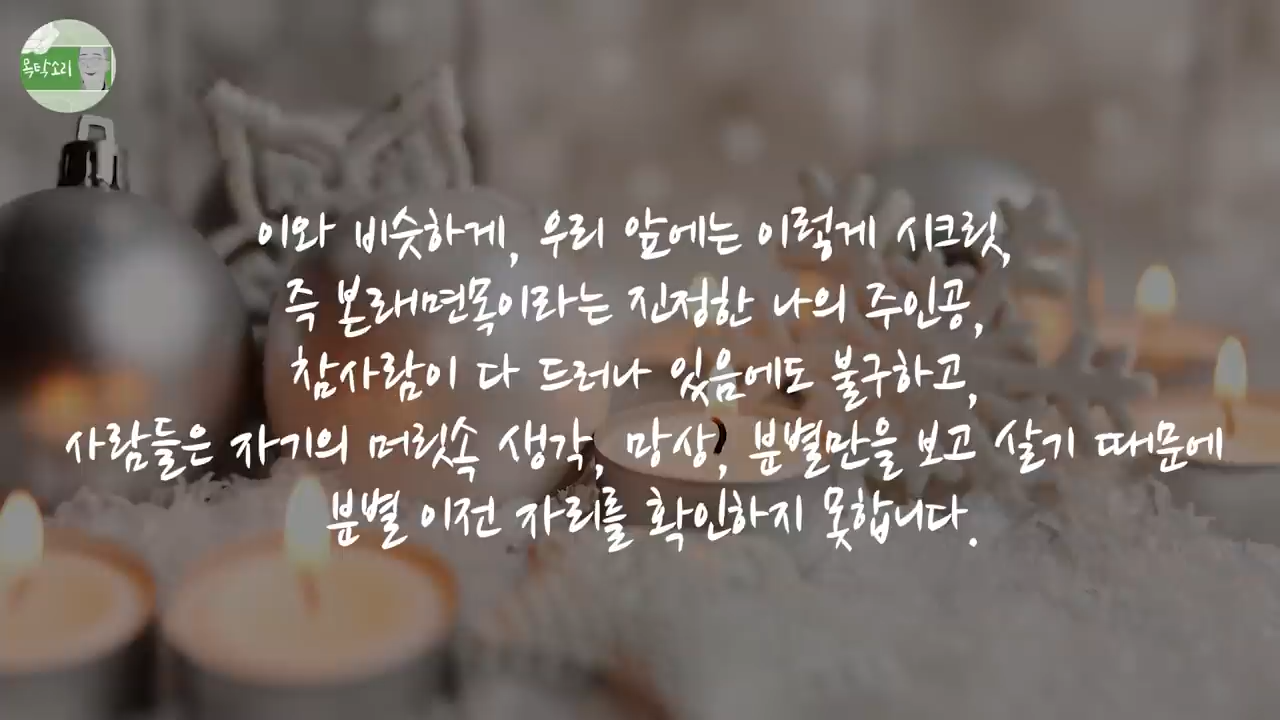 목탁소리
이와 비슷하게, 우리 앞에는 이렇게 시크릿,
즉 본래면목이라는 진정한 나의 주인공,
참사람이 다 드러나 있음에도 불구하고,
사람들은 자기의 머릿속 생각, 망상, 분별만을 보고 살기 때문에
분별 이전 자리를 확인하지 못합니다.